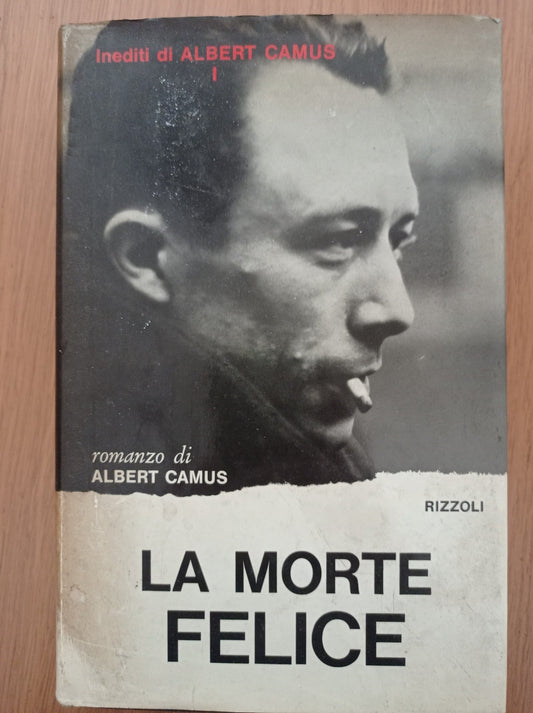 Inediti di ALBERT CAMUS
I
romanzo di
ALBERT CAMUS
RIZZOLI
LA MORTE
FELICE